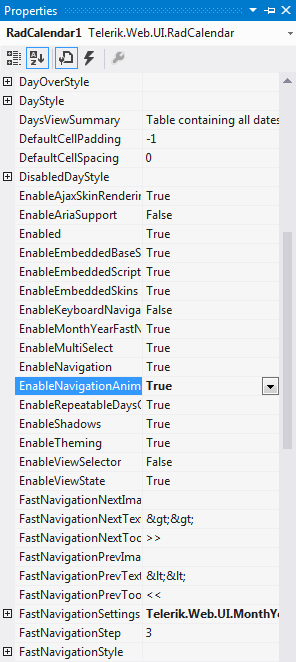 Properties
RadCalendar1 Telerik.Web.UI.RadCalendar
DayOverStyle
DayStyle
DaysViewSummary Table containing all dates
DefaultCellPadding -1
DefaultCellSpacing 0
DisabledDayStyle
EnableAjaxSkinRenderin True
EnableAriaSupport False
Enabled True
EnableEmbeddedBaseS True
EnableEmbeddedScript True
EnableEmbeddedSkins True
EnableKeyboardNaviga False
EnableMonthYearFastN True
EnableMultiSelect True
EnableNavigation True
EnableNavigationAnim True
EnableRepeatableDaysC True
EnableShadows True
EnableTheming True
EnableViewSelector False
EnableViewState True
FastNavigationNextIma
FastNavigationNextText &gt;&gt;
FastNavigationNextToo >>
FastNavigationPrevIma
FastNavigationPrevText &lt;&lt;
FastNavigationPrevToo <<
FastNavigationSettings Telerik.Web.UI.MonthYe
FastNavigationStep 3
FastNavigationStyle